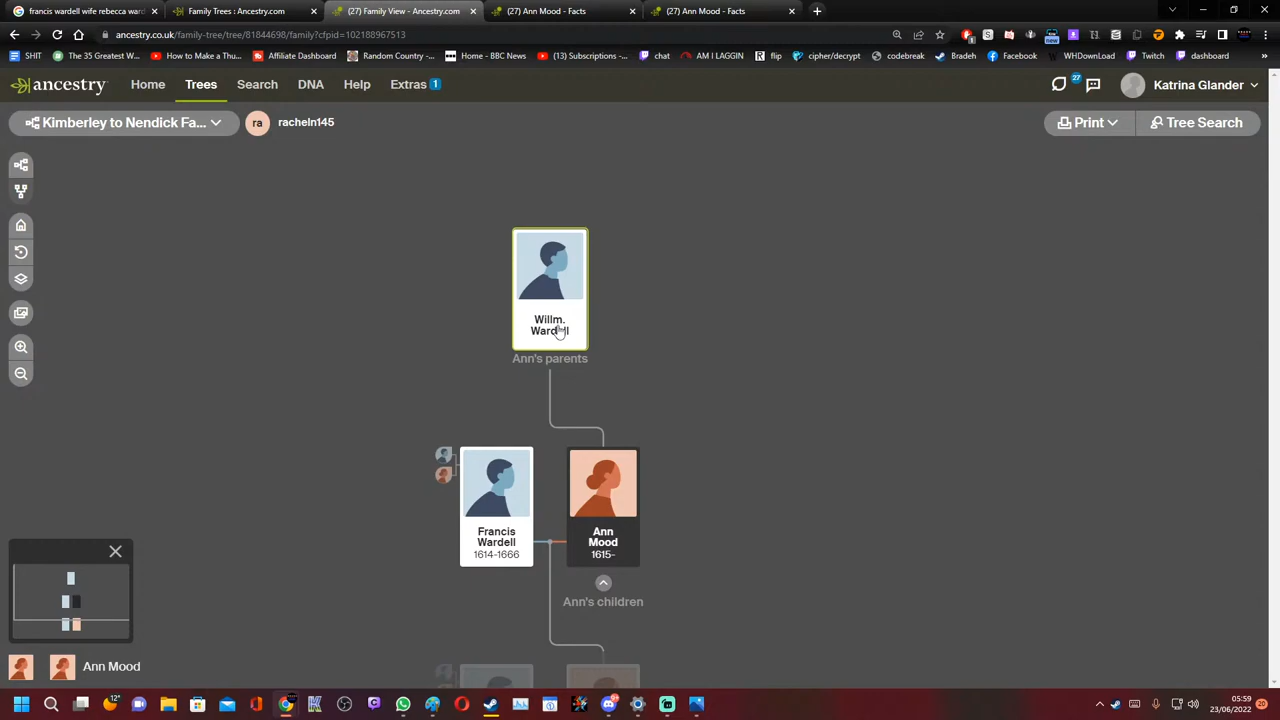 francis wardell wife rebecca ward
Family Trees : Ancestry.com
(27) Family View - Ancestry.com
(27) Ann Mood - Facts
(27) Ann Mood - Facts
ancestry.co.uk/family-tree/tree/81844698/family?cfpid=102188967513
SHIT
The 35 Greatest W...
How to Make a Thu...
Affiliate Dashboard
Random Country -...
Home - BBC News
(13) Subscriptions -...
chat
AM I LAGGIN
flip
cipher/decrypt
codebreak
Bradeh
Facebook
WHDownLoad
Twitch
dashboard
ancestry
Home
Trees
Search
DNA
Help
Extras 1
27
Katrina Glander
Kimberley to Nendick Fa...
ra
racheln145
Print
Tree Search
Willm.
Wardell
Ann's parents
Francis
Wardell
1614-1666
Ann
Mood
1615-
Ann's children
Ann Mood
12°
05:59
23/06/2022
20